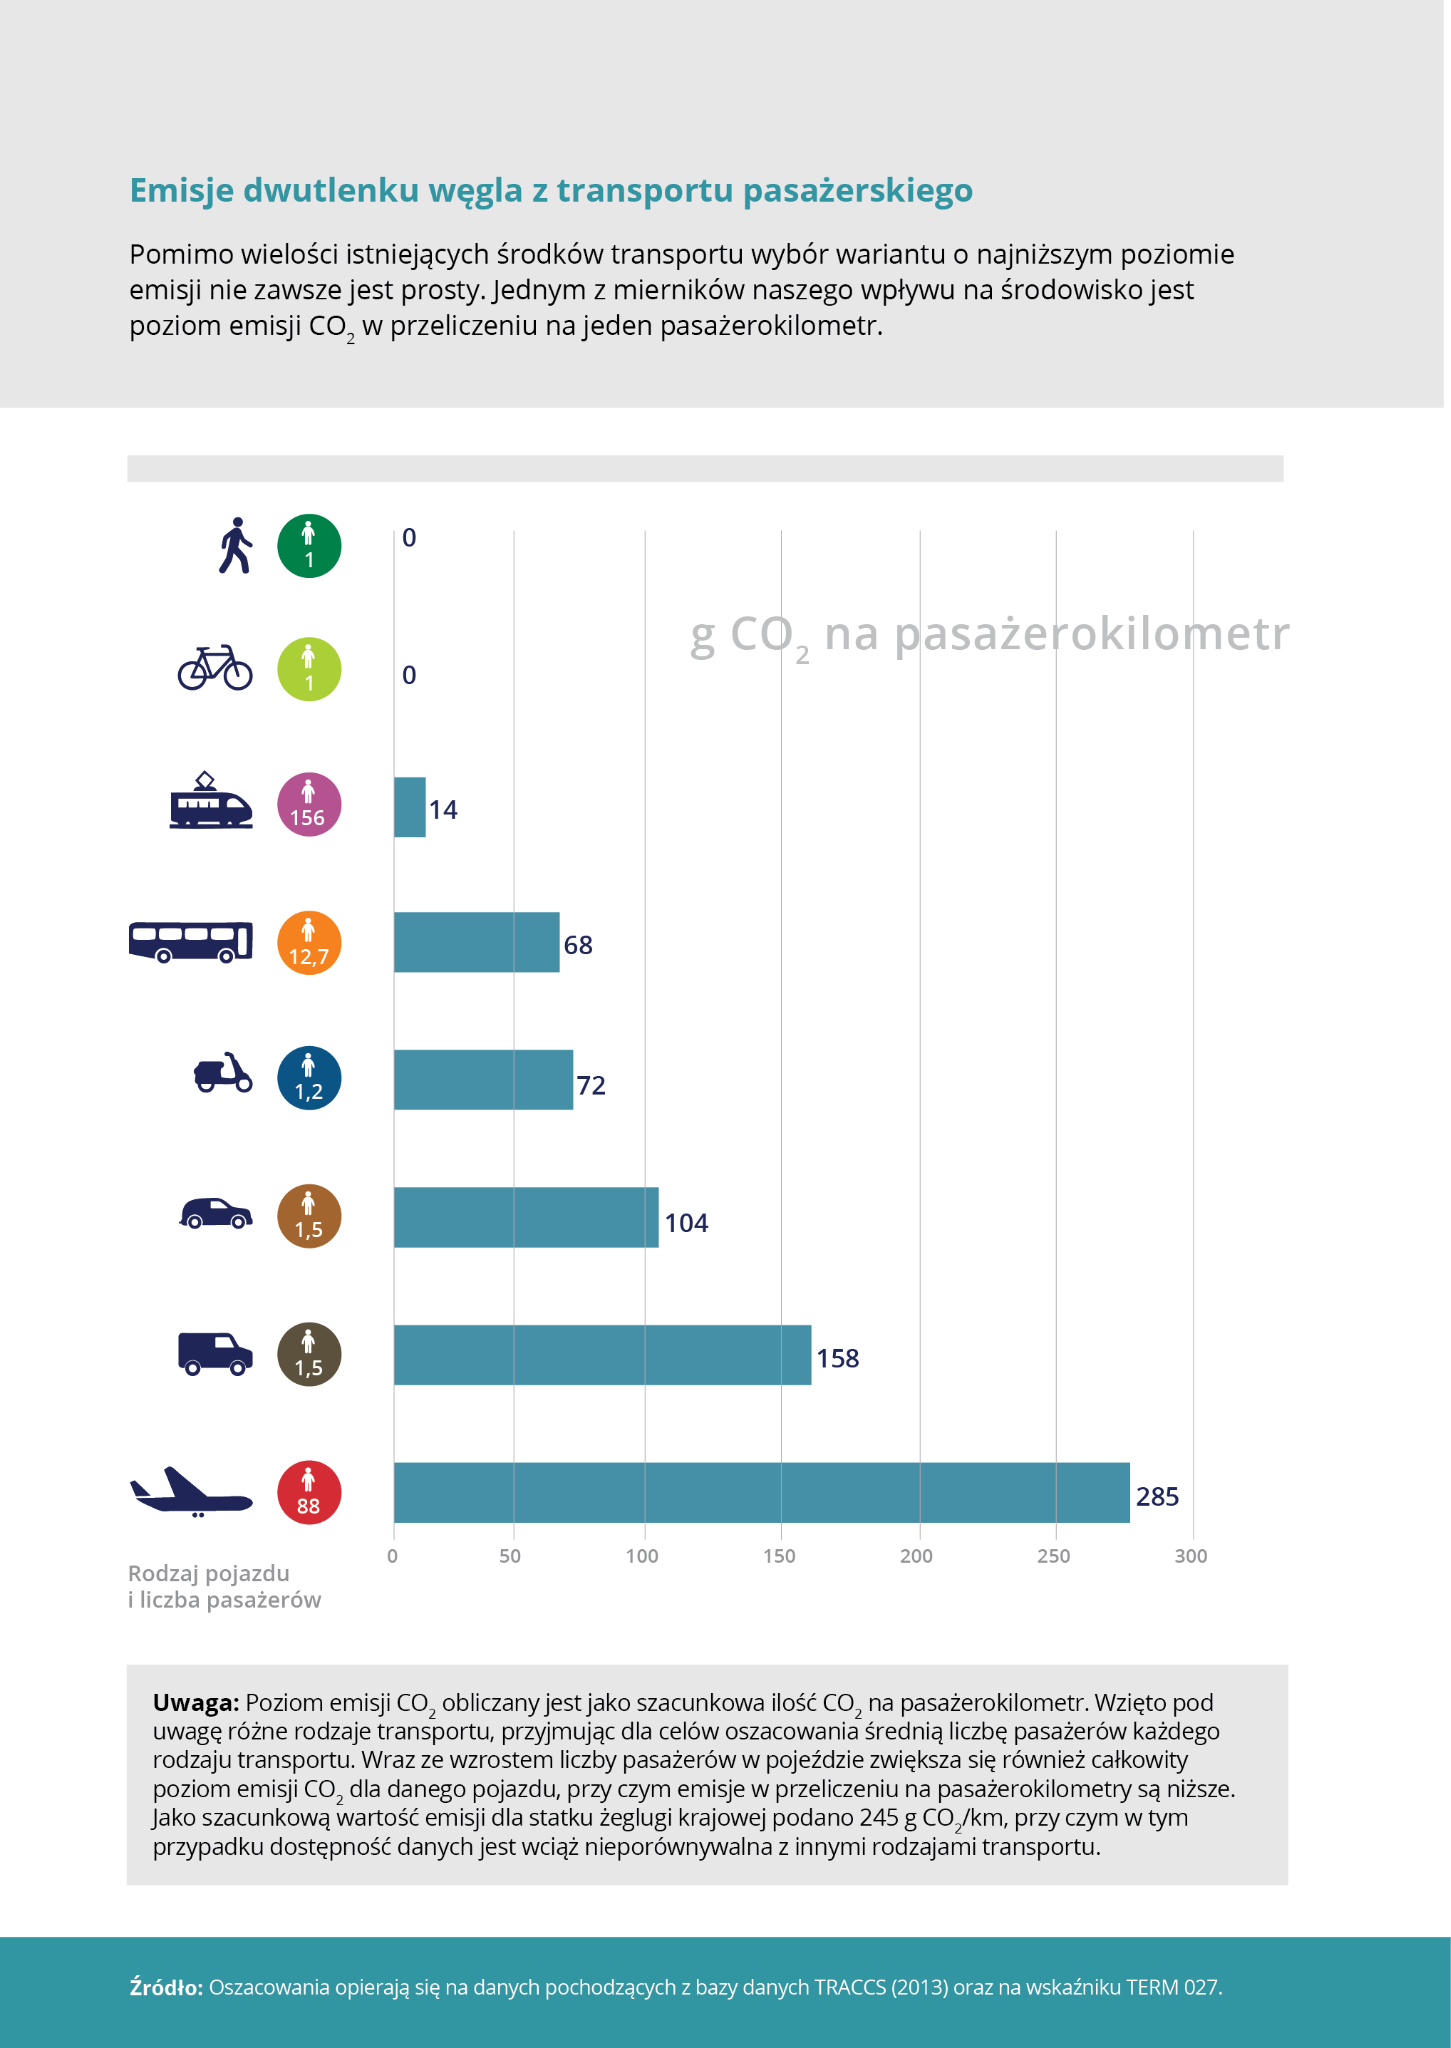 Emisje dwutlenku węgla z transportu pasażerskiego
Pomimo wielości istniejących środków transportu wybór wariantu o najniższym poziomie
emisji nie zawsze jest prosty. Jednym z mierników naszego wpływu na środowisko jest
poziom emisji CO₂ w przeliczeniu na jeden pasażerokilometr.
1
0
g CO₂ na pasażerokilometr
1
0
156
14
12,7
68
1,2
72
1,5
104
1,5
158
88
285
0 50 100 150 200 250 300
Rodzaj pojazdu
i liczba pasażerów
Uwaga: Poziom emisji CO₂ obliczany jest jako szacunkowa ilość CO₂ na pasażerokilometr. Wzięto pod
uwagę różne rodzaje transportu, przyjmując dla celów oszacowania średnią liczbę pasażerów każdego
rodzaju transportu. Wraz ze wzrostem liczby pasażerów w pojeździe zwiększa się również całkowity
poziom emisji CO₂ dla danego pojazdu, przy czym emisje w przeliczeniu na pasażerokilometry są niższe.
Jako szacunkową wartość emisji dla statku żeglugi krajowej podano 245 g CO₂/km, przy czym w tym
przypadku dostępność danych jest wciąż nieporównywalna z innymi rodzajami transportu.
Źródło: Oszacowania opierają się na danych pochodzących z bazy danych TRACCS (2013) oraz na wskaźniku TERM 027.